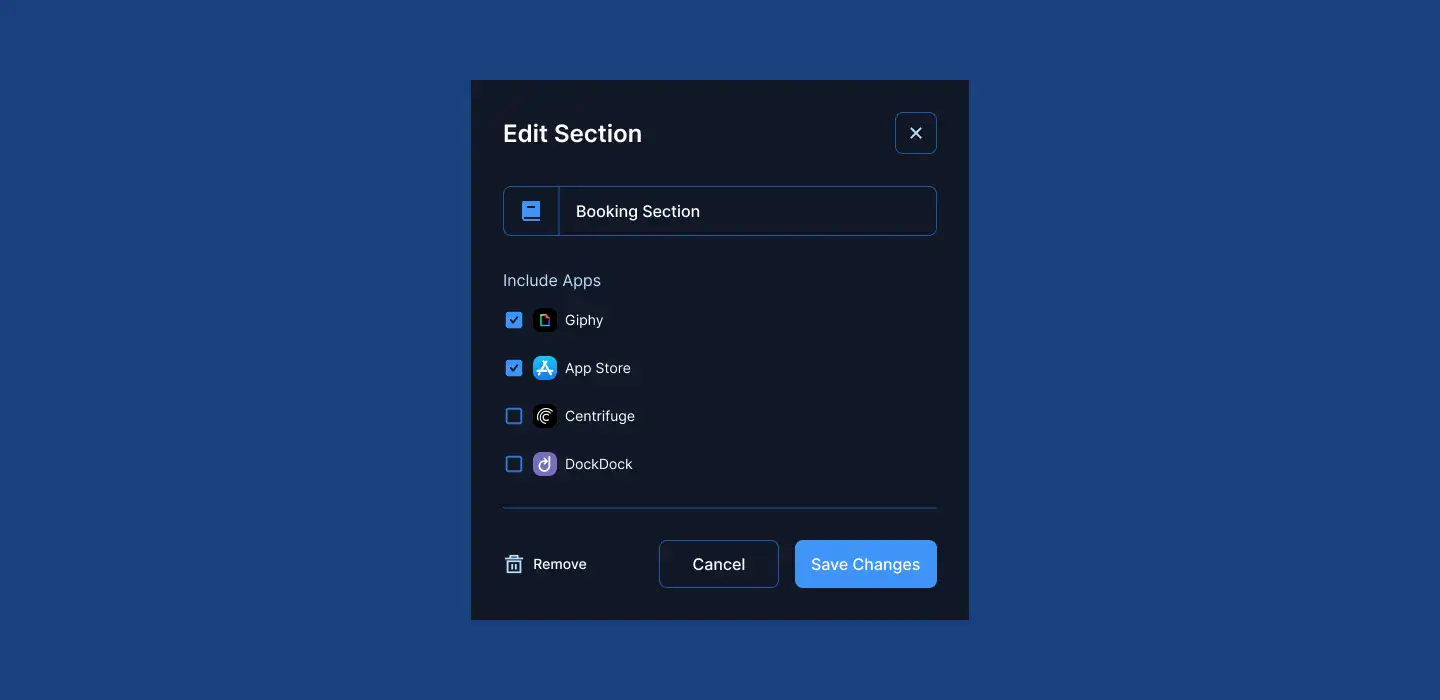 Edit Section
Booking Section
Include Apps
Giphy
App Store
Centrifuge
DockDock
Remove
Cancel
Save Changes